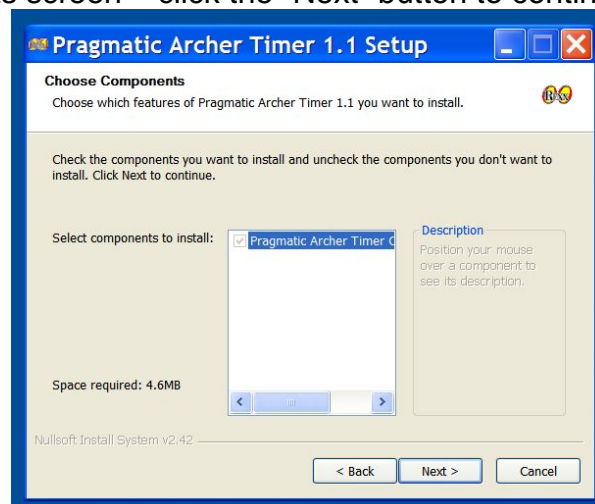 screen – click the "Next" button to
Pragmatic Archer Timer 1.1 Setup
Choose Components
Choose which features of Pragmatic Archer Timer 1.1 you want to install.
Check the components you want to install and uncheck the components you don't want to
install. Click Next to continue.
Select components to install:
Pragmatic Archer Timer
Description
Position your mouse
over a component to
see its description.
Space required: 4.6MB
Nullsoft Install System v2.42
< Back
Next >
Cancel